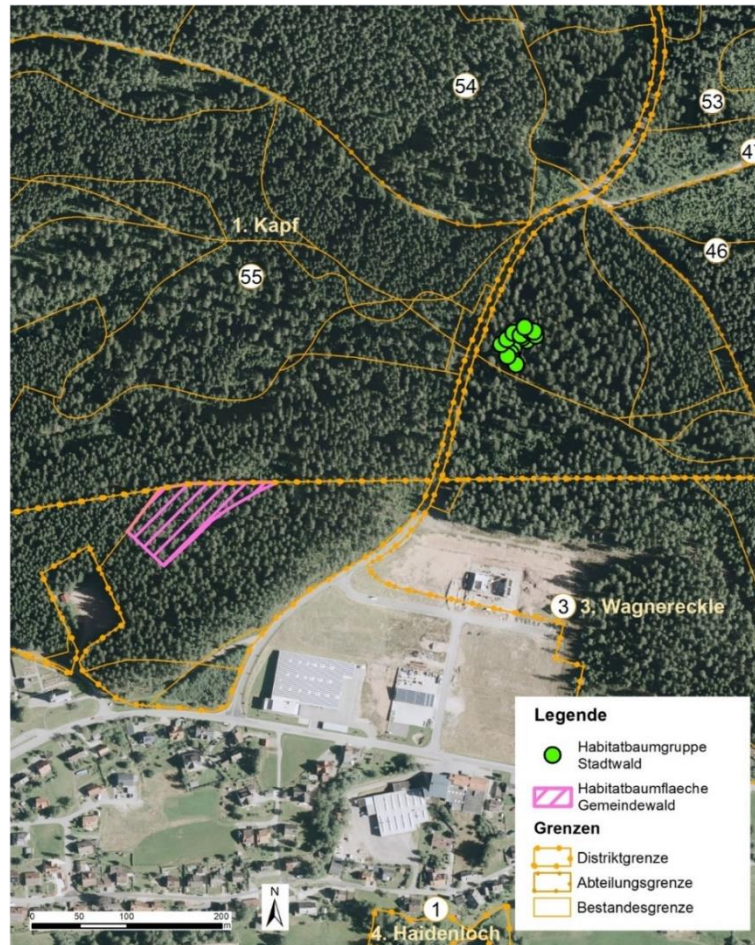 54
53
47
1. Kapf
46
55
3
3. Wagnereckle
Legende
Habitatbaumgruppe
Stadtwald
Habitatbaumflaeche
Gemeindewald
Grenzen
Distriktgrenze
Abteilungsgrenze
Bestandesgrenze
N
0 50 100 200
m
1
4. Haidenloch